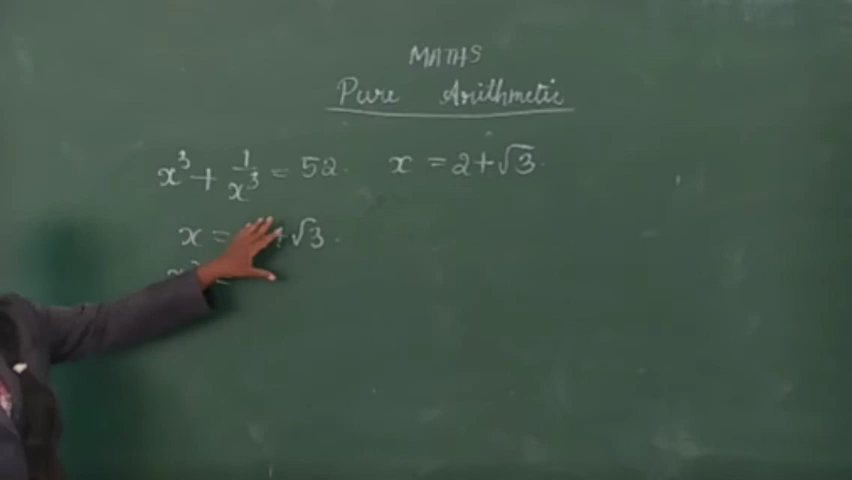 MATHS
Pure Arithmetic
x³ + 1/x³ = 52. x = 2+√3.
x = +√3.